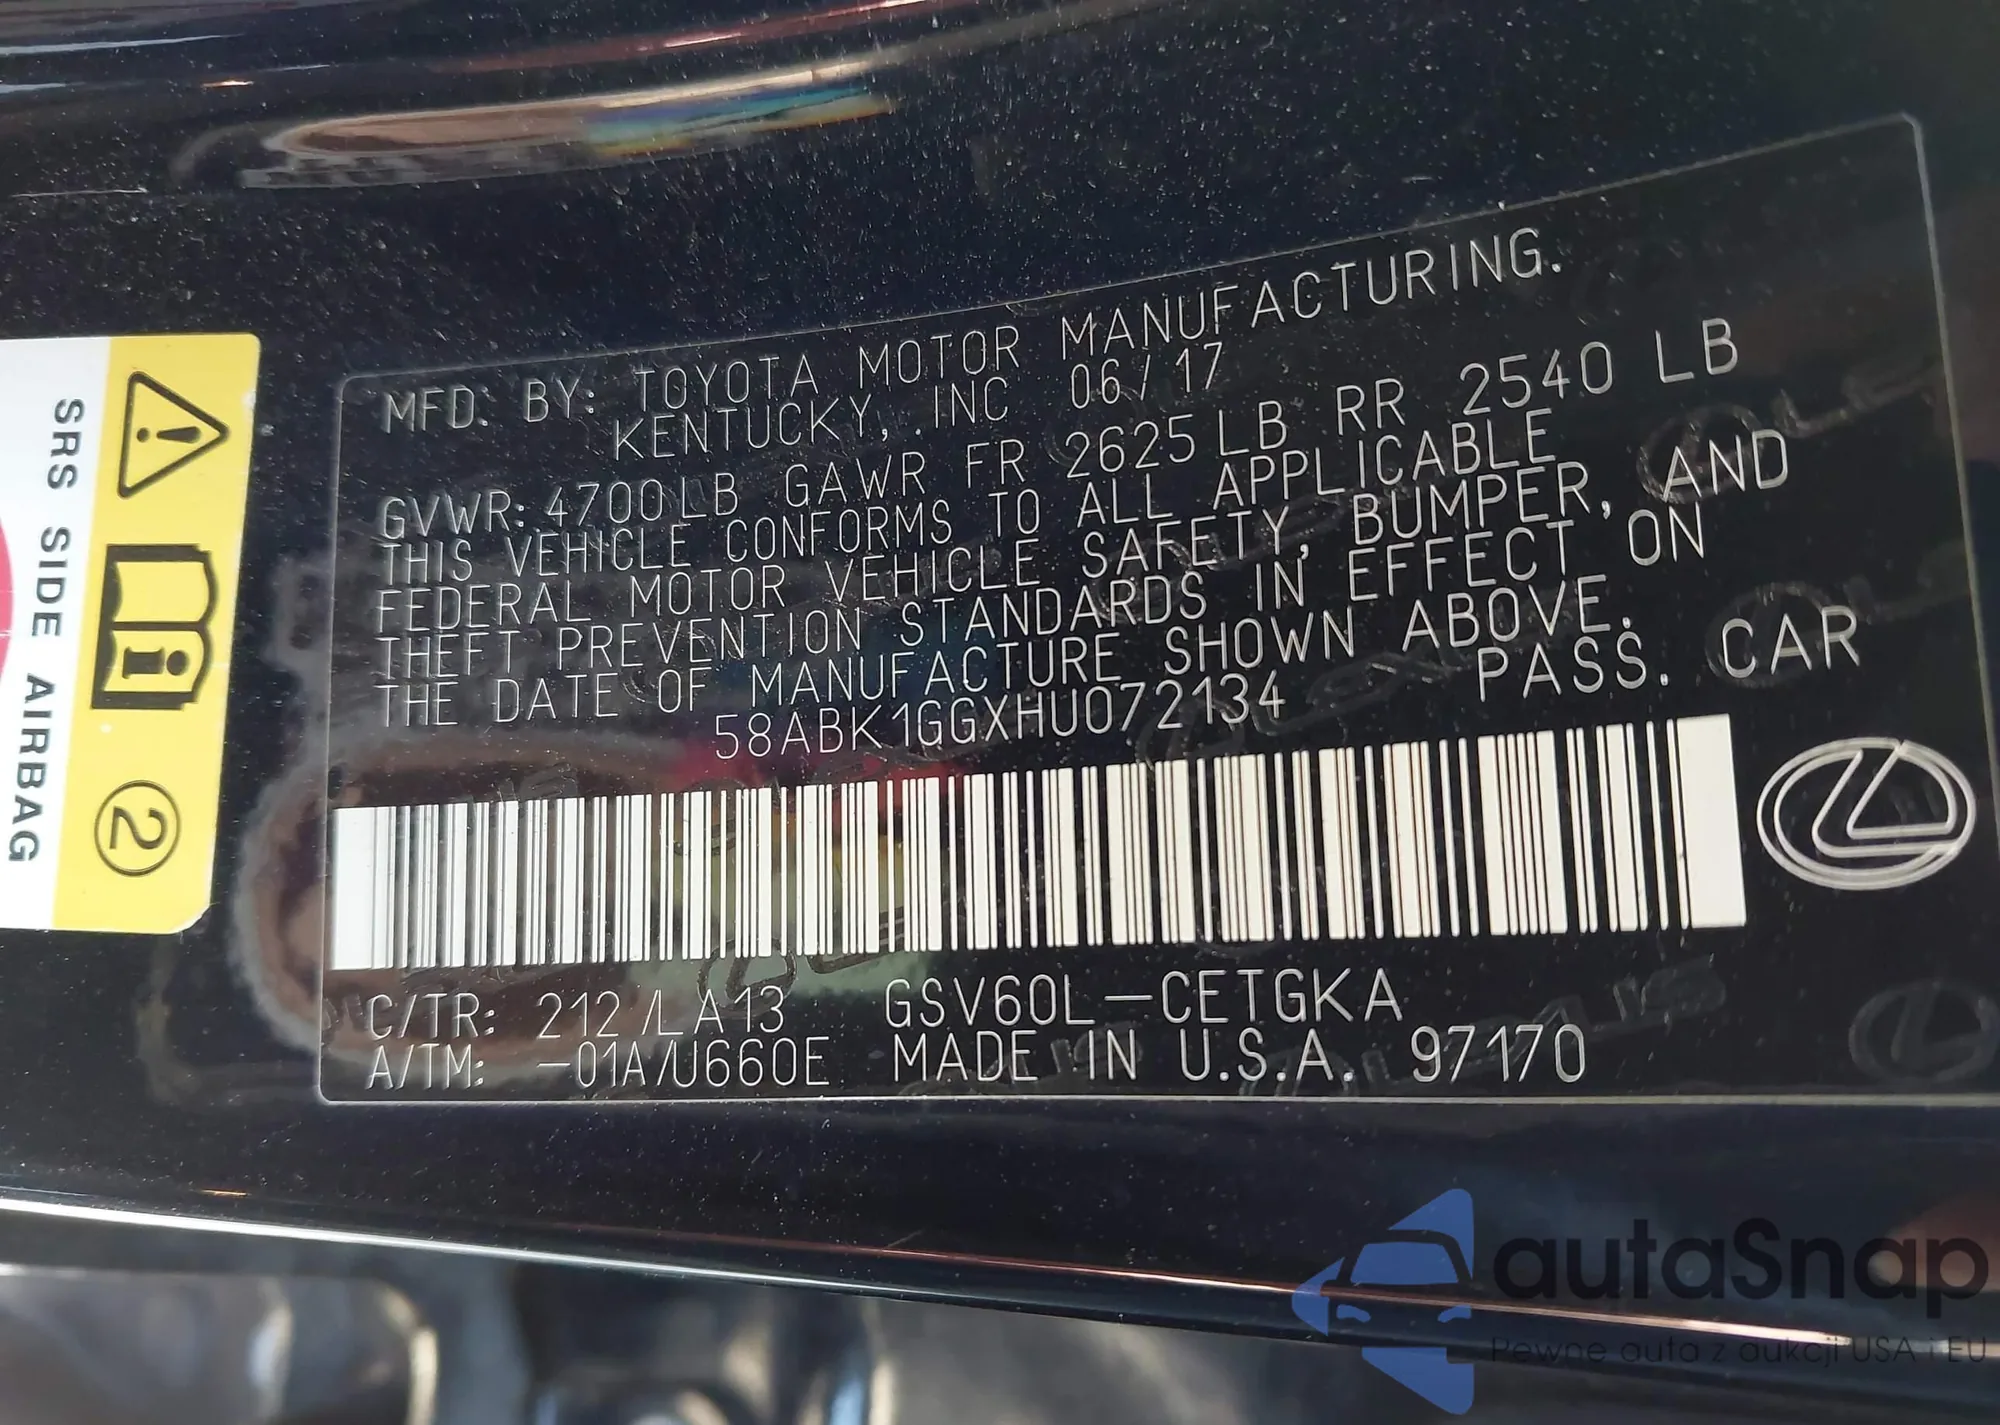 MFD. BY: TOYOTA MOTOR MANUFACTURING.
KENTUCKY, INC 06/17
GVWR: 4700LB GAWR FR 2625LB RR 2540 LB
THIS VEHICLE CONFORMS TO ALL APPLICABLE
FEDERAL MOTOR VEHICLE SAFETY, BUMPER, AND
THEFT PREVENTION STANDARDS IN EFFECT ON
THE DATE OF MANUFACTURE SHOWN ABOVE.
58ABK1GGXHU072134 PASS. CAR
C/TR: 212/LA13 GSV60L-CETGKA
A/TM: -01A/U660E MADE IN U.S.A. 97170
SRS SIDE AIRBAG
2
autaSnap
Pewne auta z aukcji USA i EU